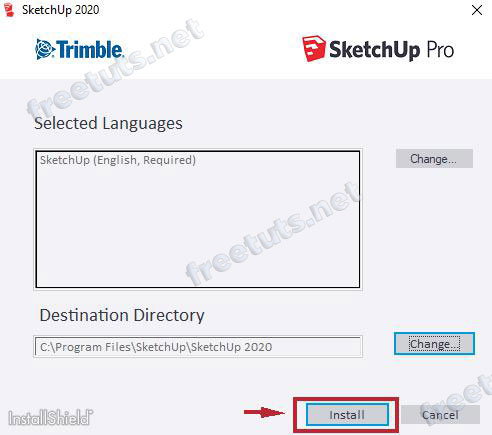 SketchUp 2020
freetuts.net
Trimble.
SketchUp Pro
Selected Languages
SketchUp (English, Required)
Change...
freetuts.net
Destination Directory
C:\Program Files\SketchUp\SketchUp 2020
Change...
freetuts.net
InstallShield
Install
Cancel